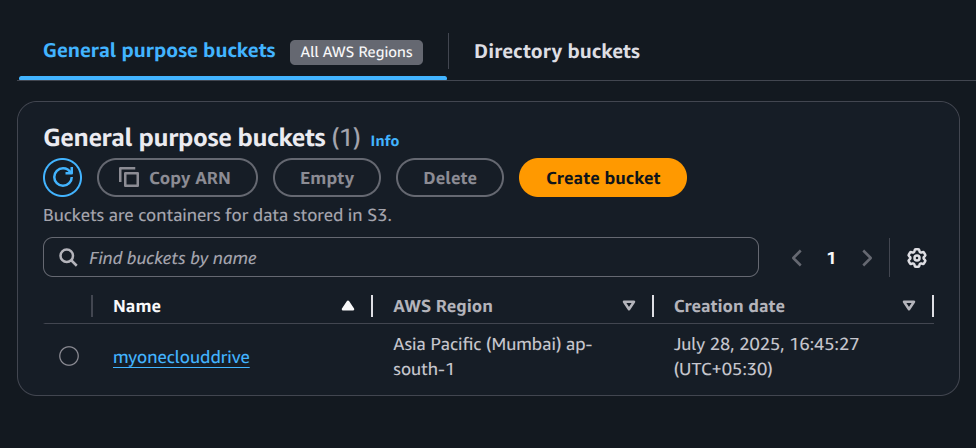 General purpose buckets All AWS Regions Directory buckets
General purpose buckets (1) Info
Copy ARN Empty Delete Create bucket
Buckets are containers for data stored in S3.
Find buckets by name 1
Name AWS Region Creation date
myoneclouddrive Asia Pacific (Mumbai) ap- July 28, 2025, 16:45:27
south-1 (UTC+05:30)